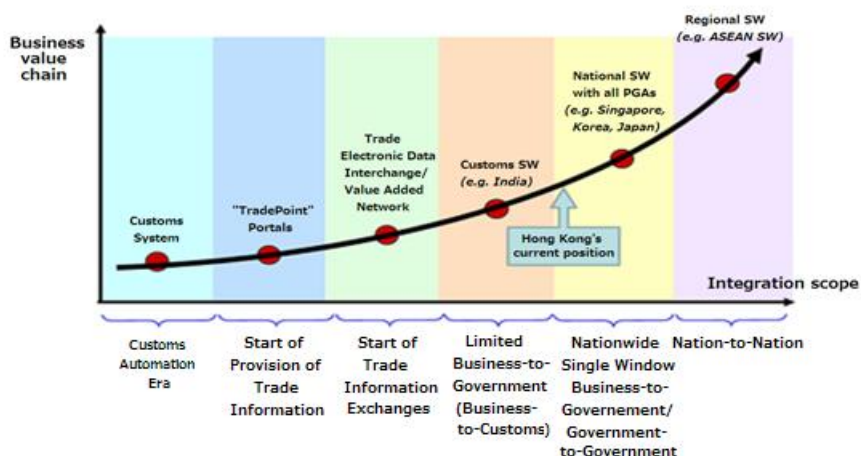 Business
value
chain
Customs
System
"TradePoint"
Portals
Trade
Electronic Data
Interchange/
Value Added
Network
Customs SW
(e.g. India)
National SW
with all PGAs
(e.g. Singapore,
Korea, Japan)
Regional SW
(e.g. ASEAN SW)
Hong Kong's
current position
Integration scope
Customs
Automation
Era
Start of
Provision of
Trade
Information
Start of
Trade
Information
Exchanges
Limited
Business-to-
Government
(Business-
to-Customs)
Nationwide
Single Window
Business-to-
Governement/
Government-
to-Government
Nation-to-Nation